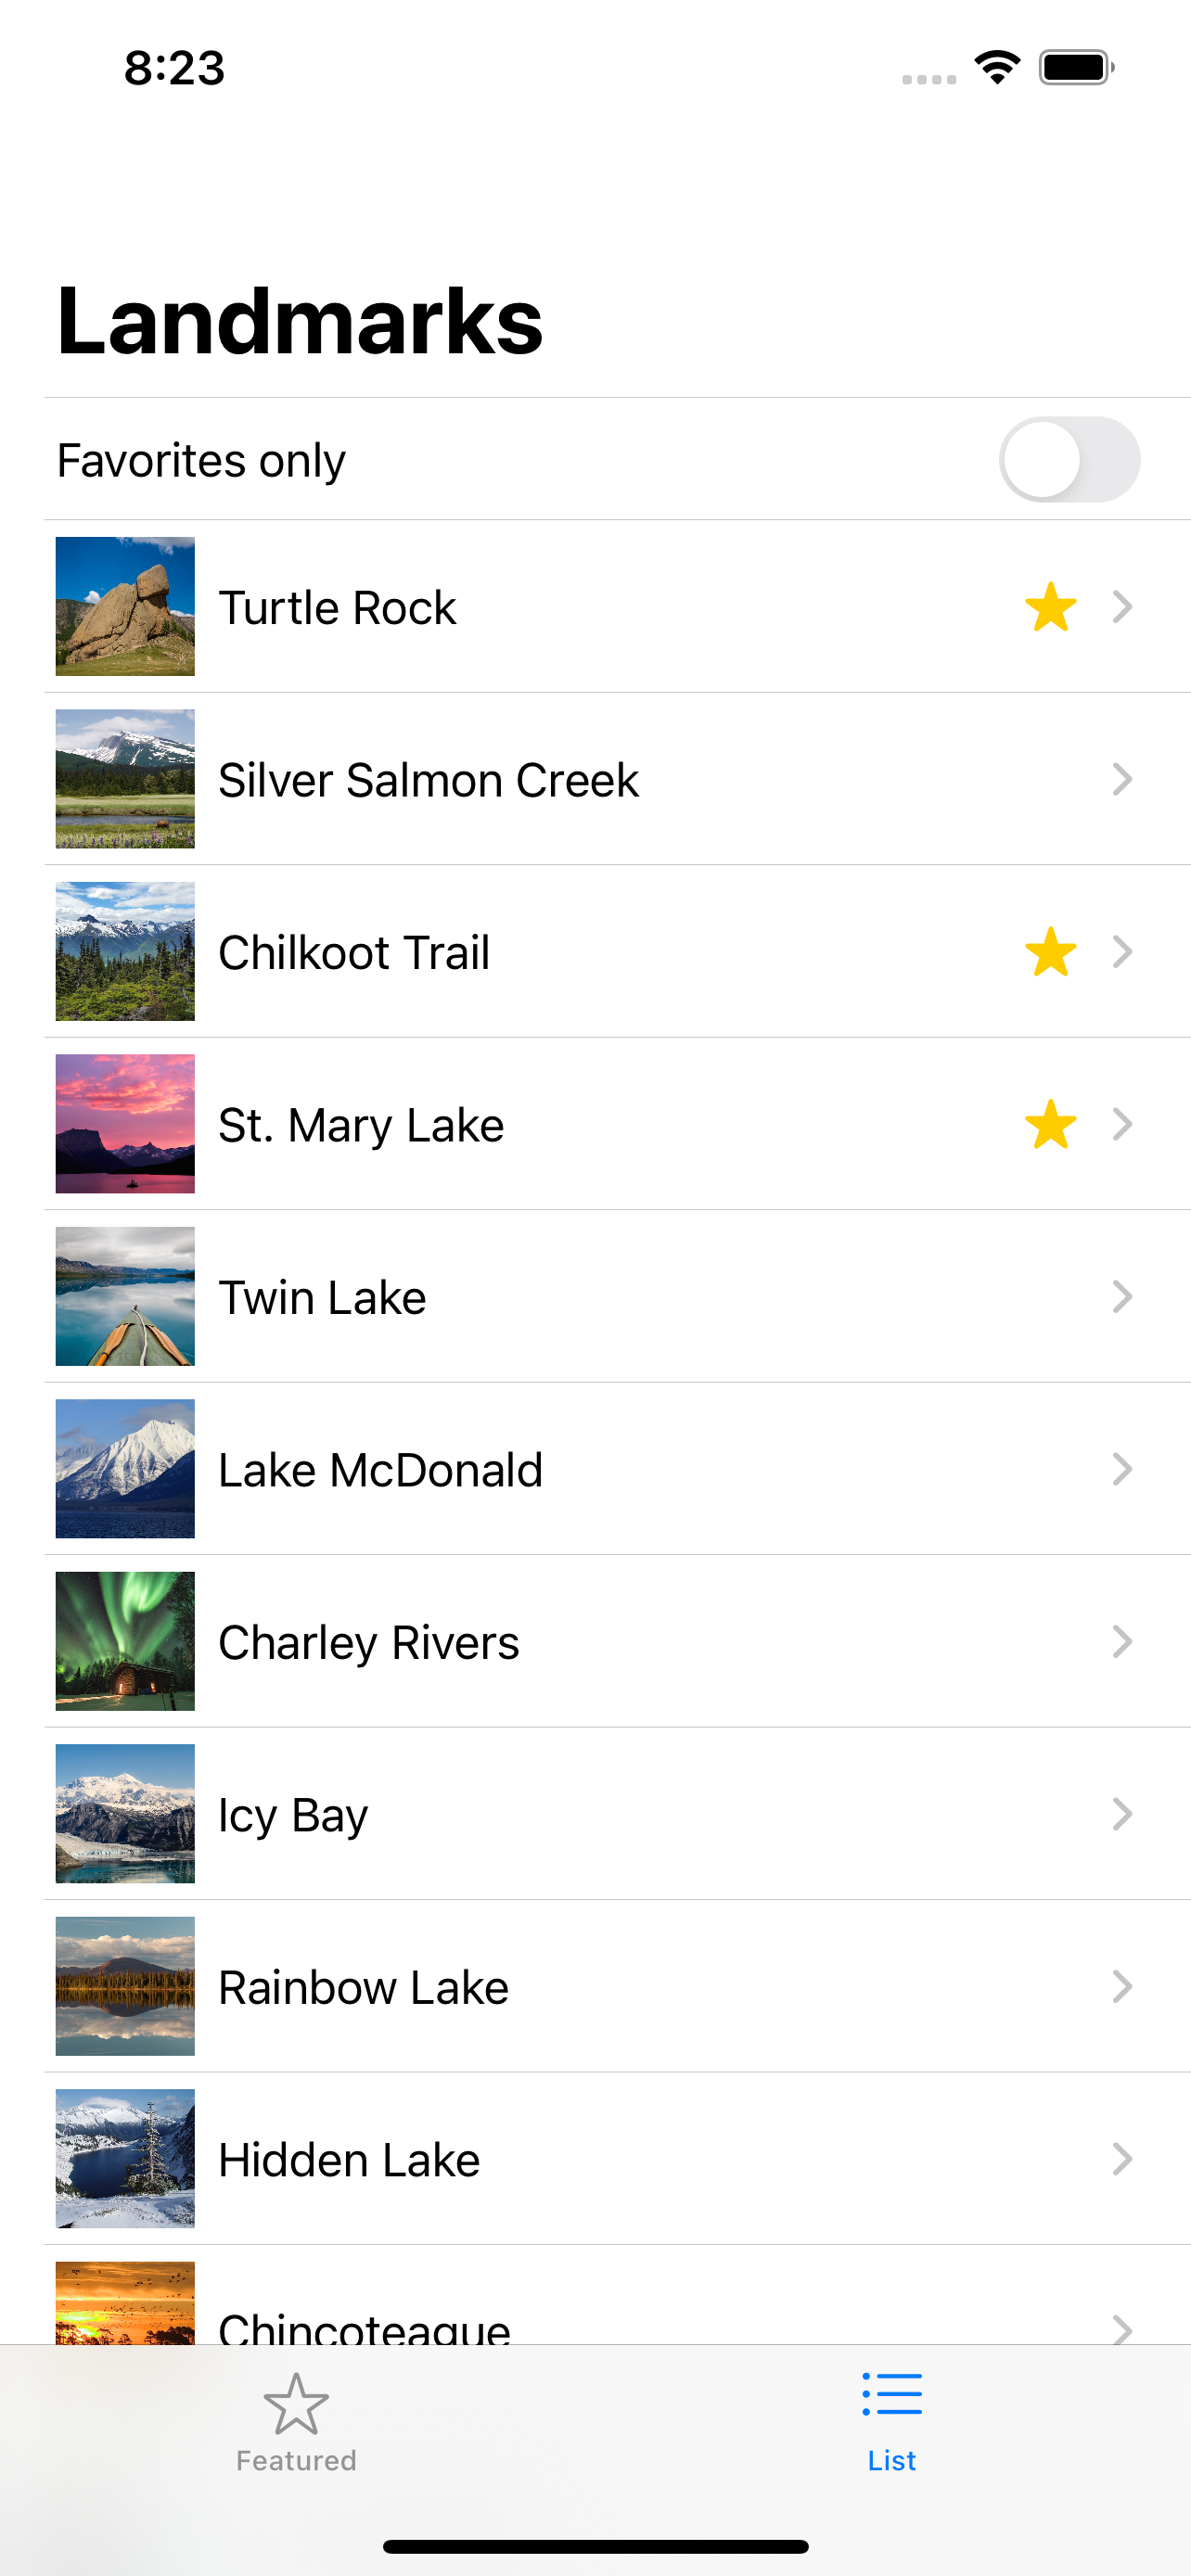 8:23
Landmarks
Favorites only
Turtle Rock
Silver Salmon Creek
Chilkoot Trail
St. Mary Lake
Twin Lake
Lake McDonald
Charley Rivers
Icy Bay
Rainbow Lake
Hidden Lake
Chincoteague
Featured
List